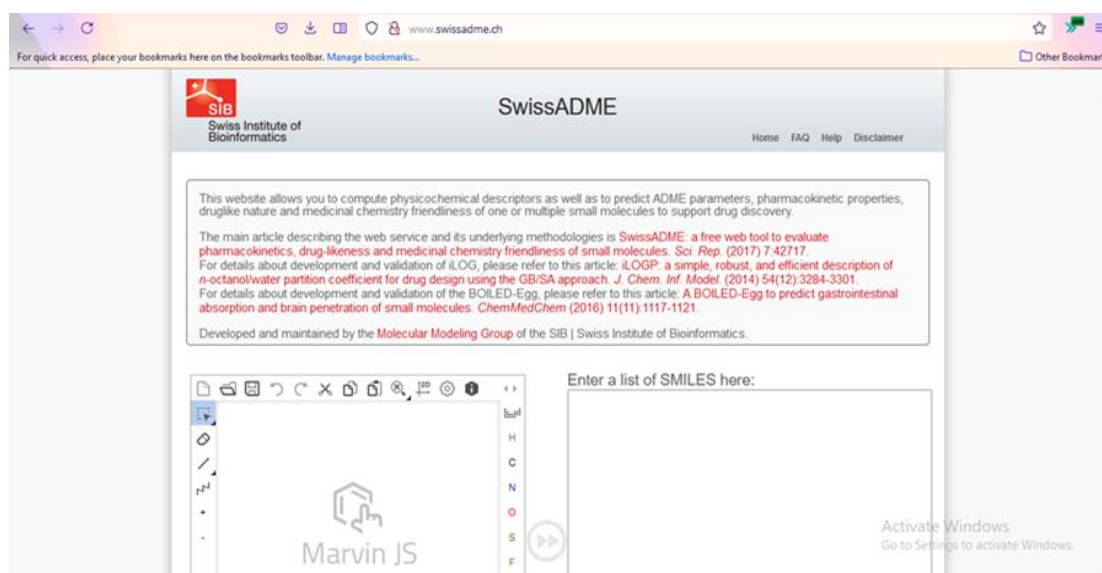 www.swissadme.ch
For quick access, place your bookmarks here on the bookmarks toolbar. Manage bookmarks...
Other Bookmar
SIB
Swiss Institute of
Bioinformatics
SwissADME
Home FAQ Help Disclaimer
This website allows you to compute physicochemical descriptors as well as to predict ADME parameters, pharmacokinetic properties,
druglike nature and medicinal chemistry friendliness of one or multiple small molecules to support drug discovery.
The main article describing the web service and its underlying methodologies is SwissADME: a free web tool to evaluate
pharmacokinetics, drug-likeness and medicinal chemistry friendliness of small molecules. Sci. Rep. (2017) 7:42717.
For details about development and validation of iLOG, please refer to this article: iLOGP: a simple, robust, and efficient description of
n-octanol/water partition coefficient for drug design using the GB/SA approach. J. Chem. Inf. Model. (2014) 54(12):3284-3301.
For details about development and validation of the BOILED-Egg, please refer to this article: A BOILED-Egg to predict gastrointestinal
absorption and brain penetration of small molecules. ChemMedChem (2016) 11(11):1117-1121.
Developed and maintained by the Molecular Modeling Group of the SIB | Swiss Institute of Bioinformatics.
Enter a list of SMILES here:
2D
H
C
N
O
S
F
Marvin JS
Activate Windows
Go to Settings to activate Windows.